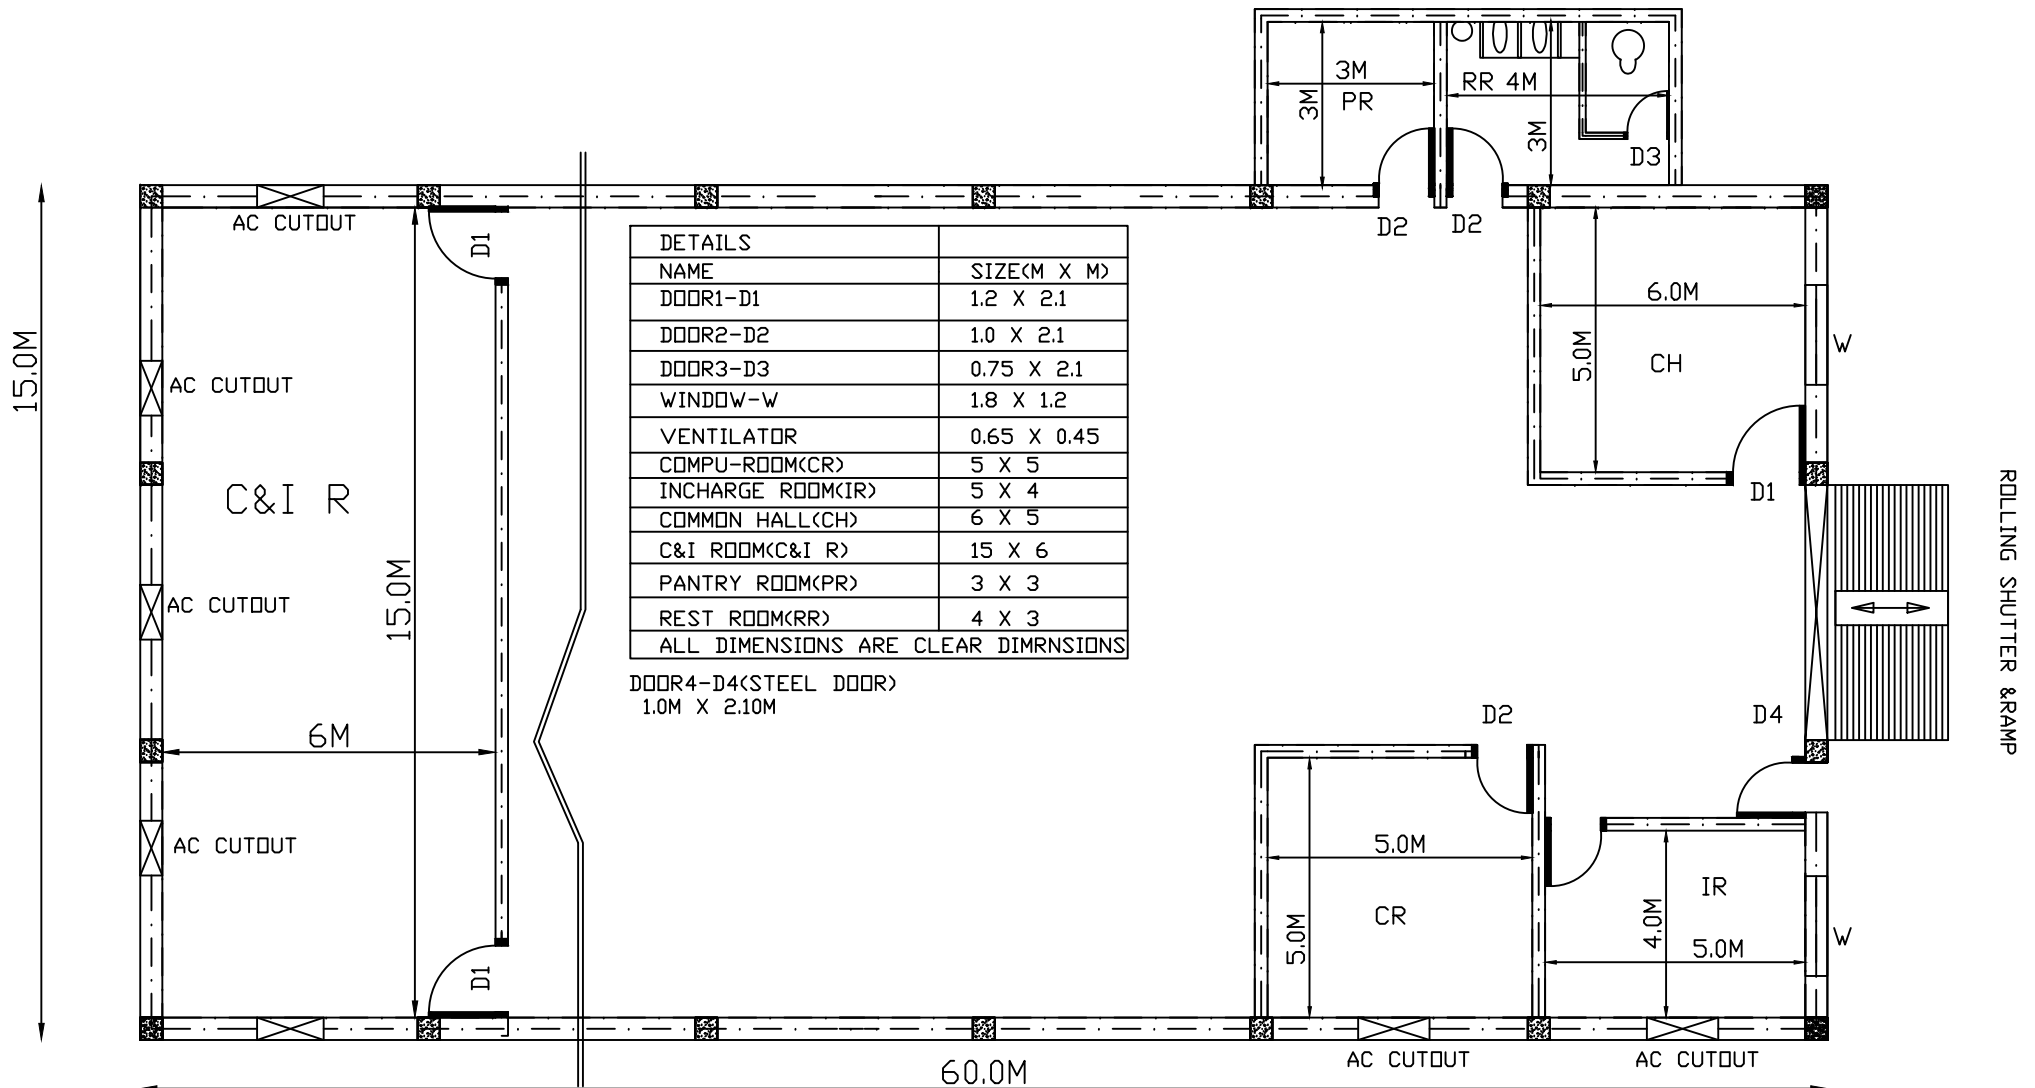 3M
PR
3M
RR 4M
3M
D3
D2
D2
AC CUTOUT
D1
15.0M
AC CUTOUT
C&I R
15.0M
AC CUTOUT
6M
AC CUTOUT
D1
DETAILS
NAME SIZE(M X M)
DOOR1-D1 1.2 X 2.1
DOOR2-D2 1.0 X 2.1
DOOR3-D3 0.75 X 2.1
WINDOW-W 1.8 X 1.2
VENTILATOR 0.65 X 0.45
COMPU-ROOM(CR) 5 X 5
INCHARGE ROOM(IR) 5 X 4
COMMON HALL(CH) 6 X 5
C&I ROOM(C&I R) 15 X 6
PANTRY ROOM(PR) 3 X 3
REST ROOM(RR) 4 X 3
ALL DIMENSIONS ARE CLEAR DIMRNSIONS
DOOR4-D4(STEEL DOOR)
1.0M X 2.10M
6.0M
5.0M
CH
W
D1
ROLLING SHUTTER &RAMP
D2
D4
5.0M
CR
5.0M
IR
4.0M
5.0M
W
AC CUTOUT
AC CUTOUT
60.0M